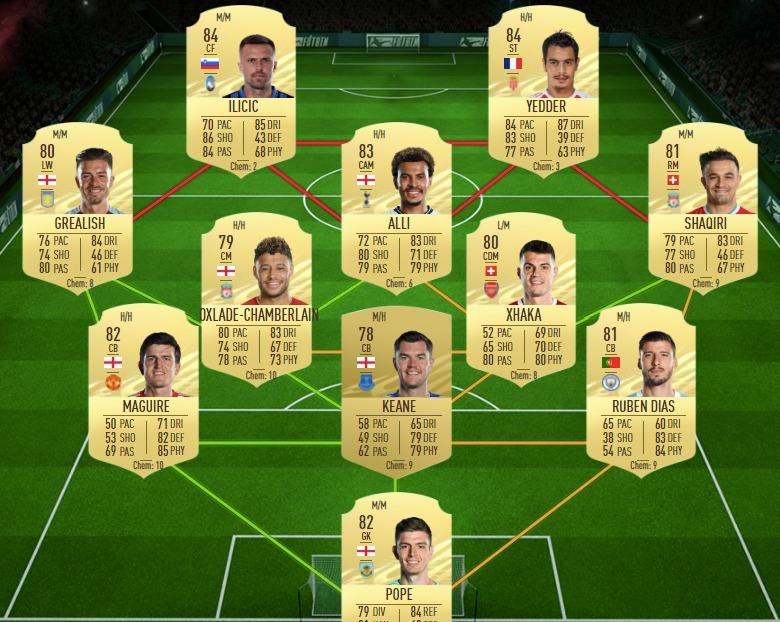 M/M
84
CF
ILICIC
70 PAC 85 DRI
86 SHO 43 DEF
84 PAS 68 PHY
Chem: 2
H/H
84
ST
YEDDER
84 PAC 87 DRI
83 SHO 39 DEF
77 PAS 63 PHY
Chem: 3
M/M
80
LW
GREALISH
76 PAC 84 DRI
74 SHO 46 DEF
80 PAS 61 PHY
Chem: 8
H/H
83
CAM
ALLI
72 PAC 83 DRI
80 SHO 71 DEF
79 PAS 79 PHY
Chem: 6
M/M
81
RM
SHAQIRI
79 PAC 83 DRI
77 SHO 46 DEF
80 PAS 67 PHY
Chem: 9
H/H
79
CM
OXLADE-CHAMBERLAIN
80 PAC 83 DRI
74 SHO 67 DEF
78 PAS 73 PHY
Chem: 10
L/M
80
CDM
XHAKA
52 PAC 69 DRI
65 SHO 70 DEF
80 PAS 80 PHY
Chem: 8
H/H
82
CB
MAGUIRE
50 PAC 71 DRI
53 SHO 82 DEF
69 PAS 85 PHY
Chem: 10
M/H
78
CB
KEANE
58 PAC 65 DRI
49 SHO 79 DEF
62 PAS 79 PHY
Chem: 9
M/H
81
CB
RUBEN DIAS
65 PAC 60 DRI
38 SHO 83 DEF
54 PAS 84 PHY
Chem: 9
M/M
82
GK
POPE
79 DIV 84 REF